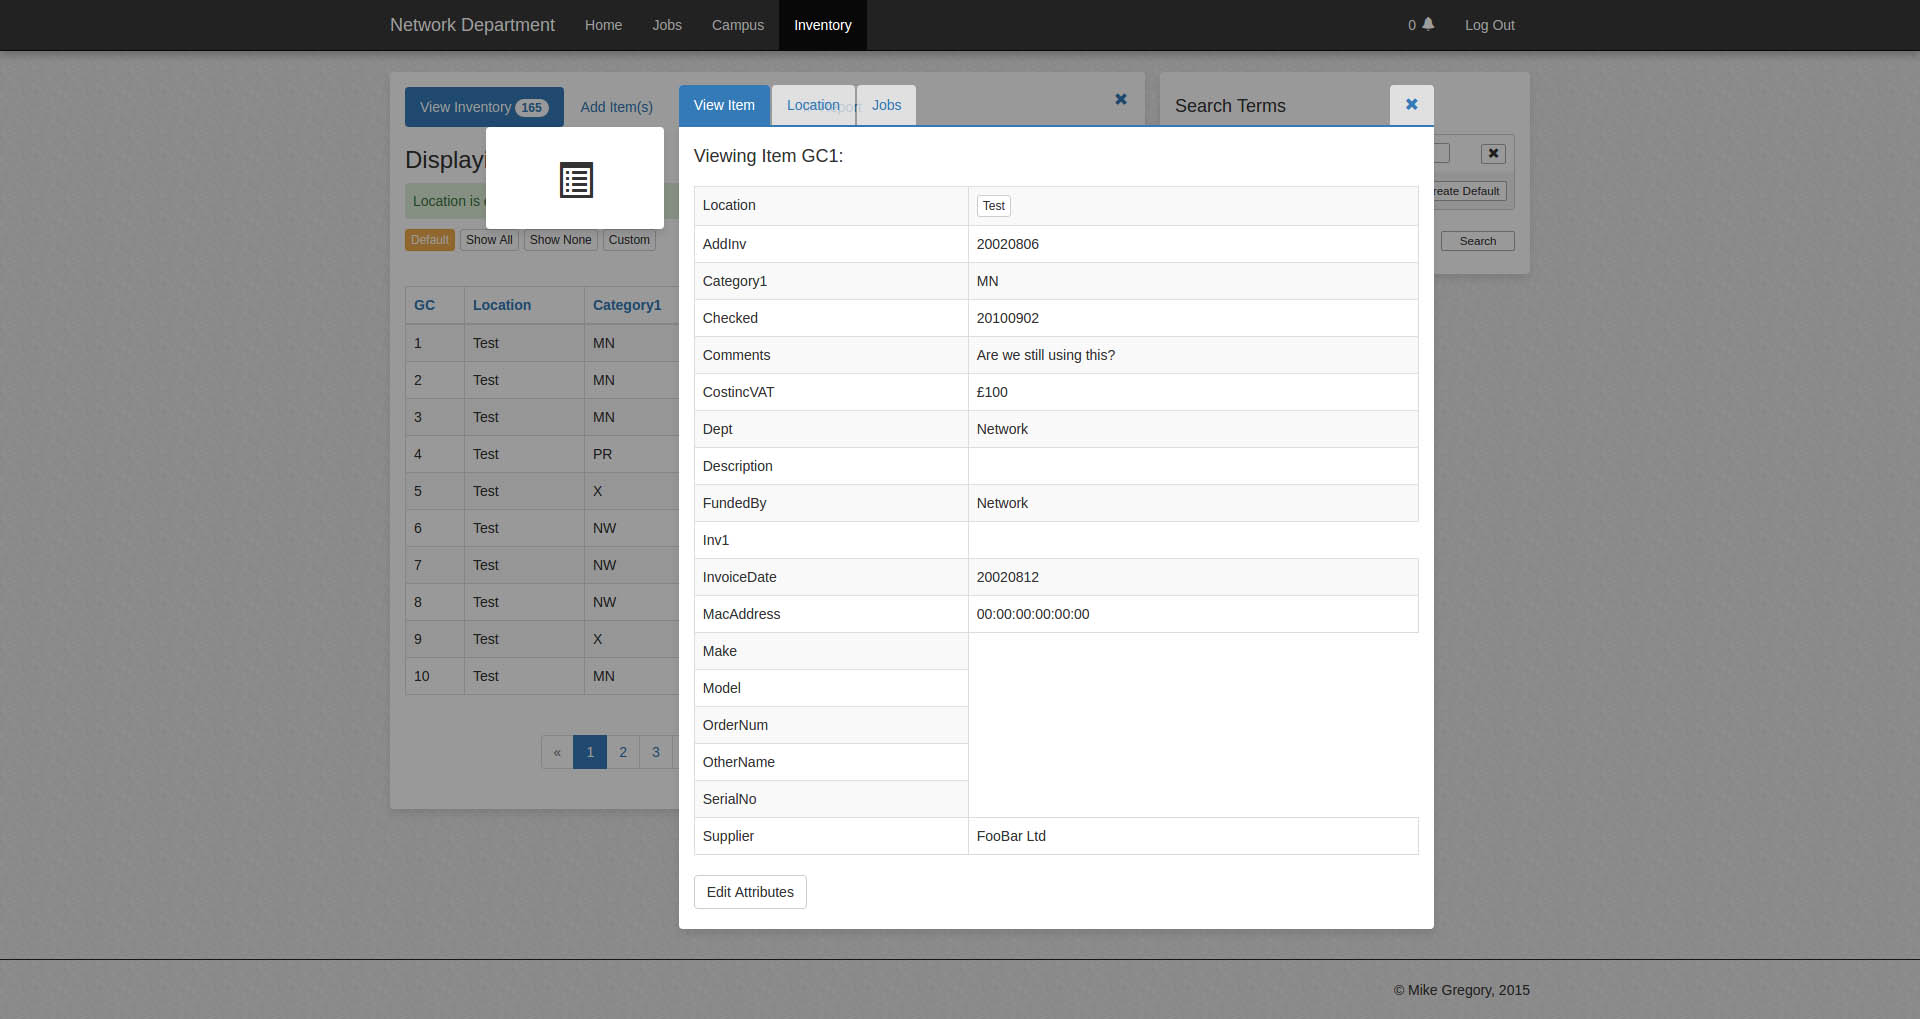 Network Department Home Jobs Campus Inventory 0 Log Out
View Inventory 165 Add Item(s)
Displayi
Location is
Default Show All Show None Custom
GC Location Category1
1 Test MN
2 Test MN
3 Test MN
4 Test PR
5 Test X
6 Test NW
7 Test NW
8 Test NW
9 Test X
10 Test MN
« 1 2 3
View Item Location Jobs
Viewing Item GC1:
Location Test
AddInv 20020806
Category1 MN
Checked 20100902
Comments Are we still using this?
CostincVAT £100
Dept Network
Description
FundedBy Network
Inv1
InvoiceDate 20020812
MacAddress 00:00:00:00:00:00
Make
Model
OrderNum
OtherName
SerialNo
Supplier FooBar Ltd
Edit Attributes
Search Terms
reate Default
Search
© Mike Gregory, 2015